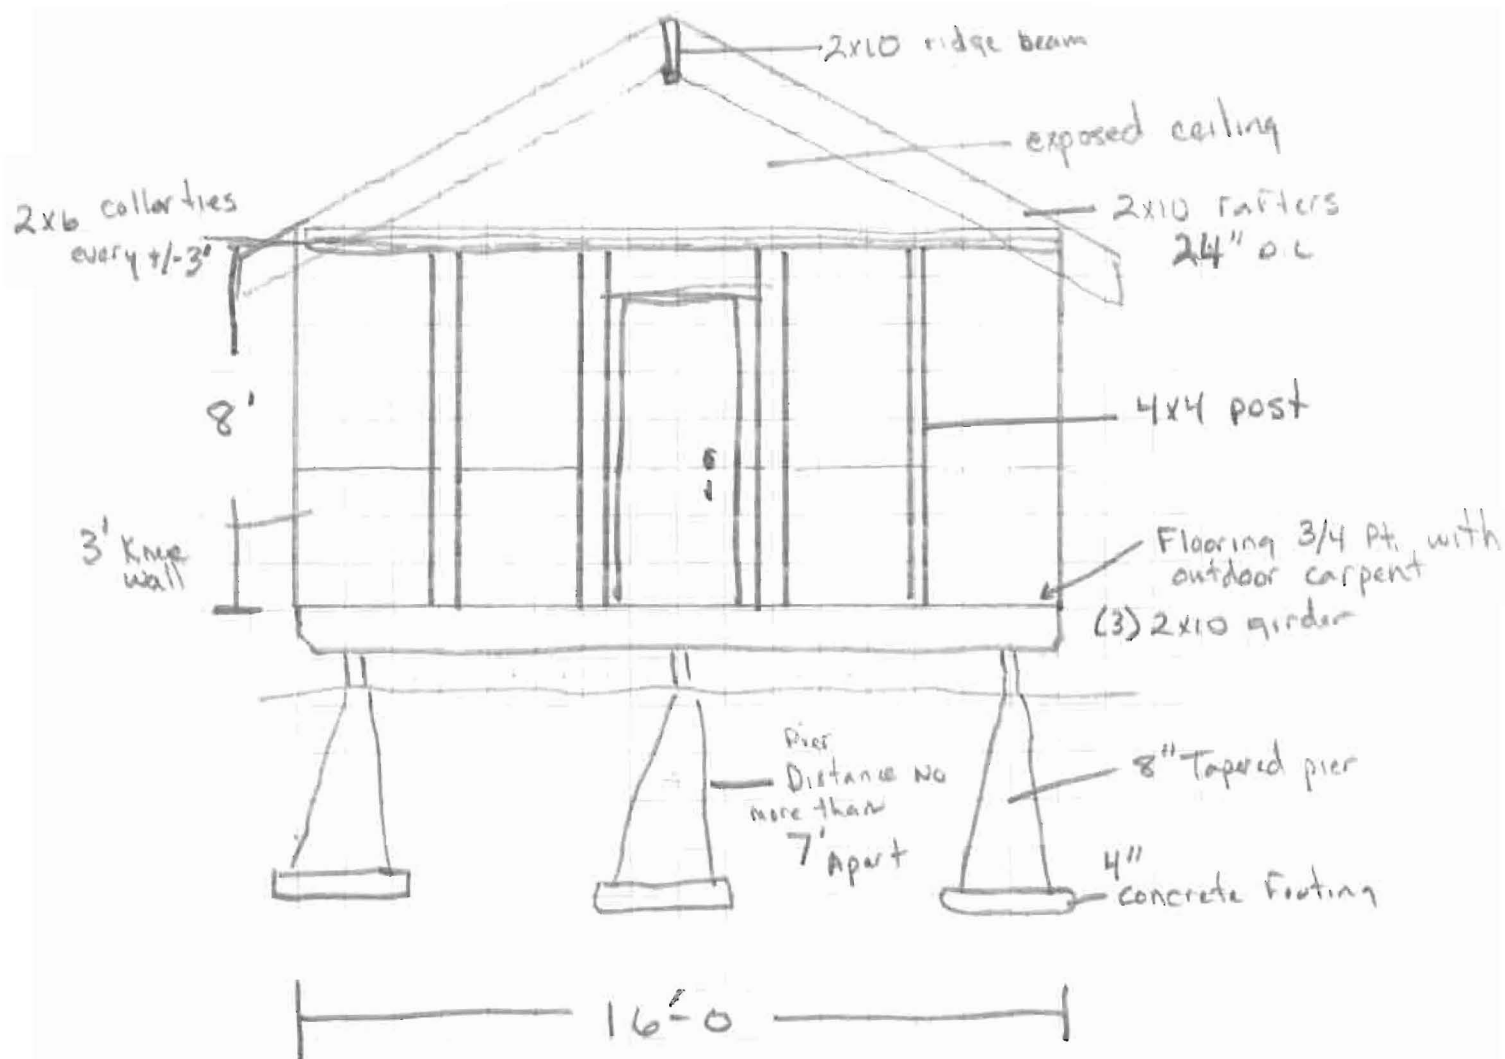 2x10 ridge beam
exposed ceiling
2x6 collar ties
every +/-3'
2x10 rafters
24" O.C
8'
4x4 post
3' Knee
wall
Flooring 3/4 Pt. with
outdoor carpent
(3) 2x10 girder
Pier
Distance No
more than
7' Apart
8" Tapered pier
4"
concrete Footing
16'-0